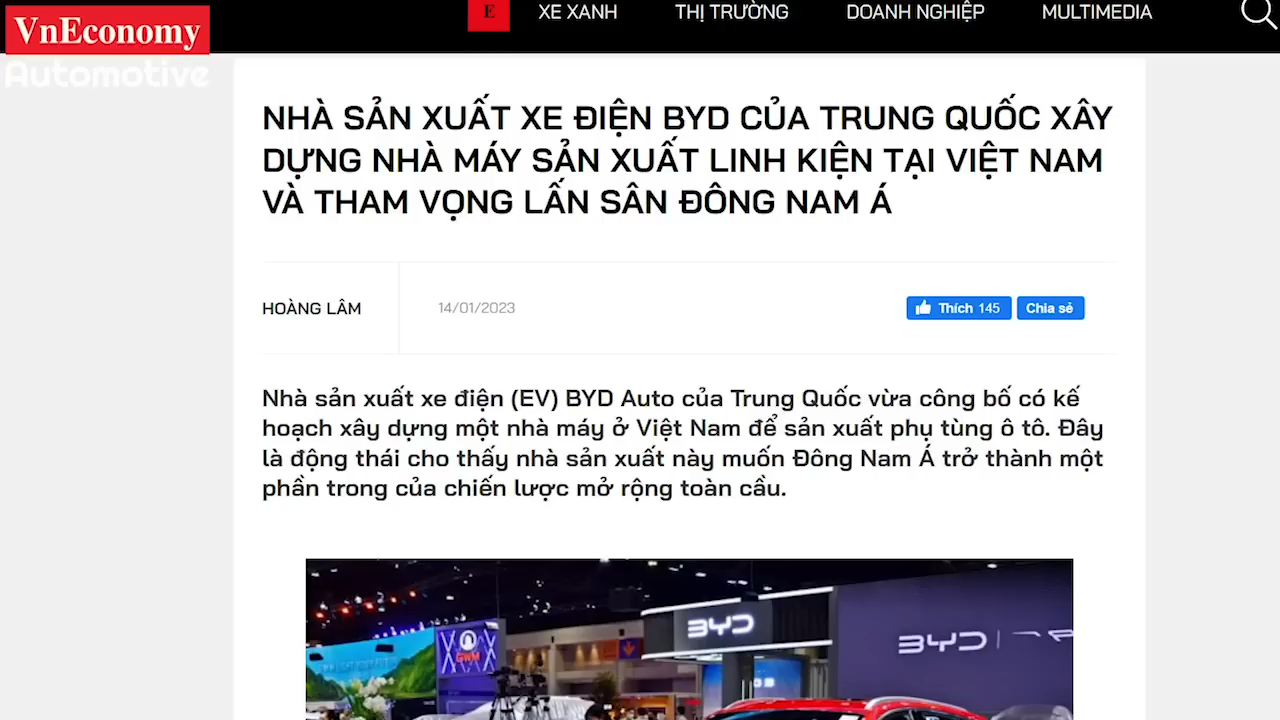 VnEconomy
Automotive
E XE XANH THỊ TRƯỜNG DOANH NGHIỆP MULTIMEDIA
NHÀ SẢN XUẤT XE ĐIỆN BYD CỦA TRUNG QUỐC XÂY
DỰNG NHÀ MÁY SẢN XUẤT LINH KIỆN TẠI VIỆT NAM
VÀ THAM VỌNG LẤN SÂN ĐÔNG NAM Á
HOÀNG LÂM 14/01/2023 Thích 145 Chia sẻ
Nhà sản xuất xe điện (EV) BYD Auto của Trung Quốc vừa công bố có kế
hoạch xây dựng một nhà máy ở Việt Nam để sản xuất phụ tùng ô tô. Đây
là động thái cho thấy nhà sản xuất này muốn Đông Nam Á trở thành một
phần trong của chiến lược mở rộng toàn cầu.
BYD
BYD
GWM